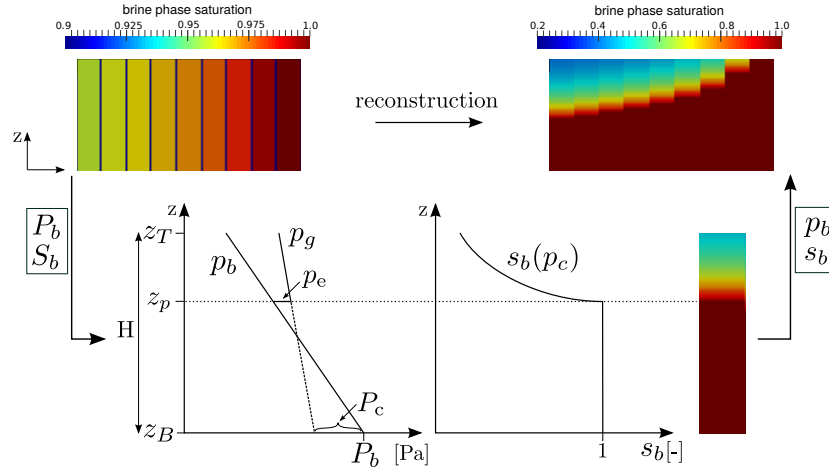 brine phase saturation
0.9 0.925 0.95 0.975 1.0
brine phase saturation
0.2 0.4 0.6 0.8 1.0
reconstruction
z
P_b
S_b
p_b
s_b
z
z_T
p_g
p_b
p_e
z_p
H
P_c
z_B
P_b [Pa]
z
s_b(p_c)
1 s_b[-]